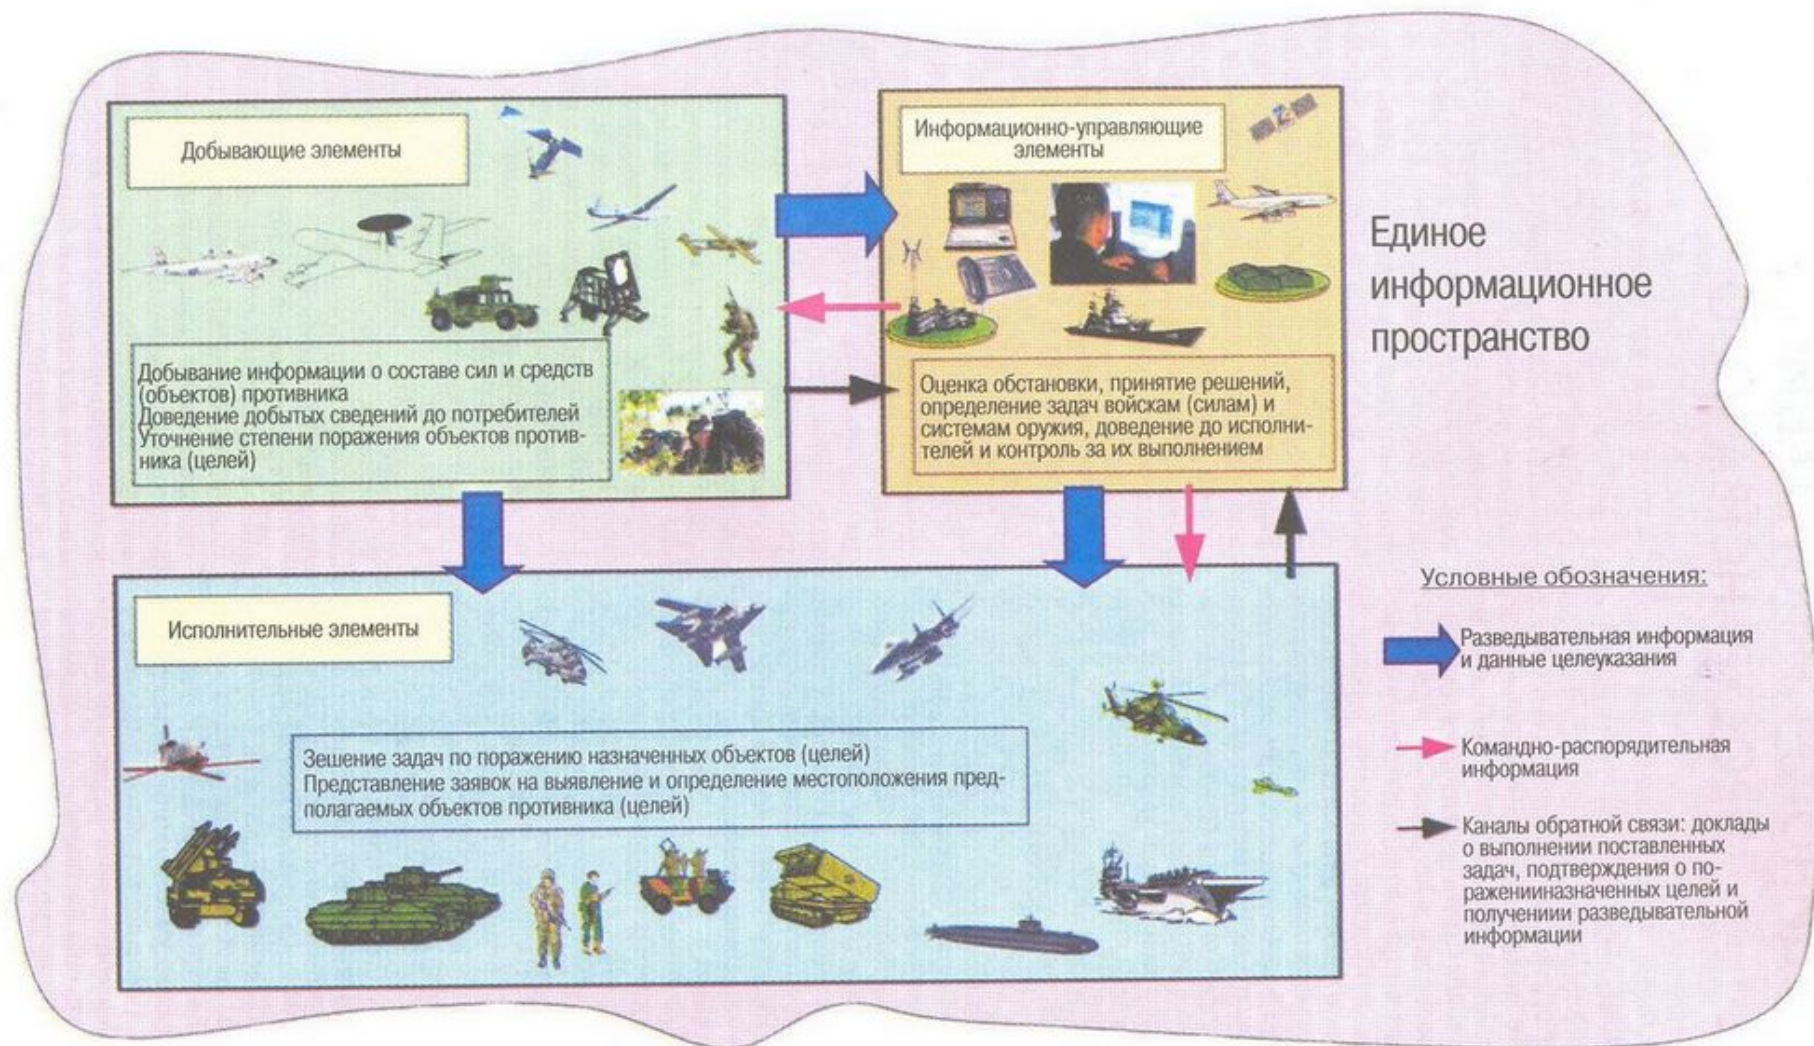 Добывающие элементы
Добывание информации о составе сил и средств
(объектов) противника
Доведение добытых сведений до потребителей
Уточнение степени поражения объектов против-
ника (целей)
Информационно-управляющие
элементы
Оценка обстановки, принятие решений,
определение задач войскам (силам) и
системам оружия, доведение до исполни-
телей и контроль за их выполнением
Единое
информационное
пространство
Исполнительные элементы
Зешение задач по поражению назначенных объектов (целей)
Представление заявок на выявление и определение местоположения пред-
полагаемых объектов противника (целей)
Условные обозначения:
Разведывательная информация
и данные целеуказания
Командно-распорядительная
информация
Каналы обратной связи: доклады
о выполнении поставленных
задач, подтверждения о по-
ражениино назначенных целей и
получениии разведывательной
информации